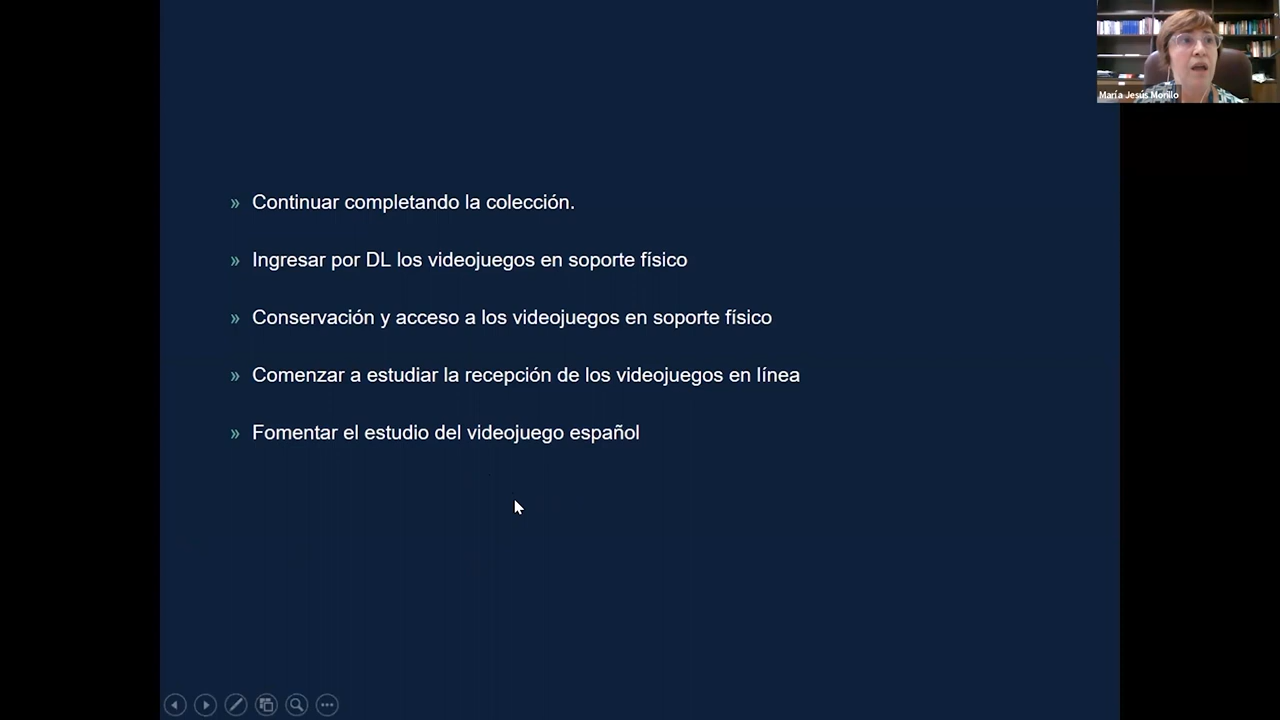 María Jesús Morillo
» Continuar completando la colección.
» Ingresar por DL los videojuegos en soporte físico
» Conservación y acceso a los videojuegos en soporte físico
» Comenzar a estudiar la recepción de los videojuegos en línea
» Fomentar el estudio del videojuego español